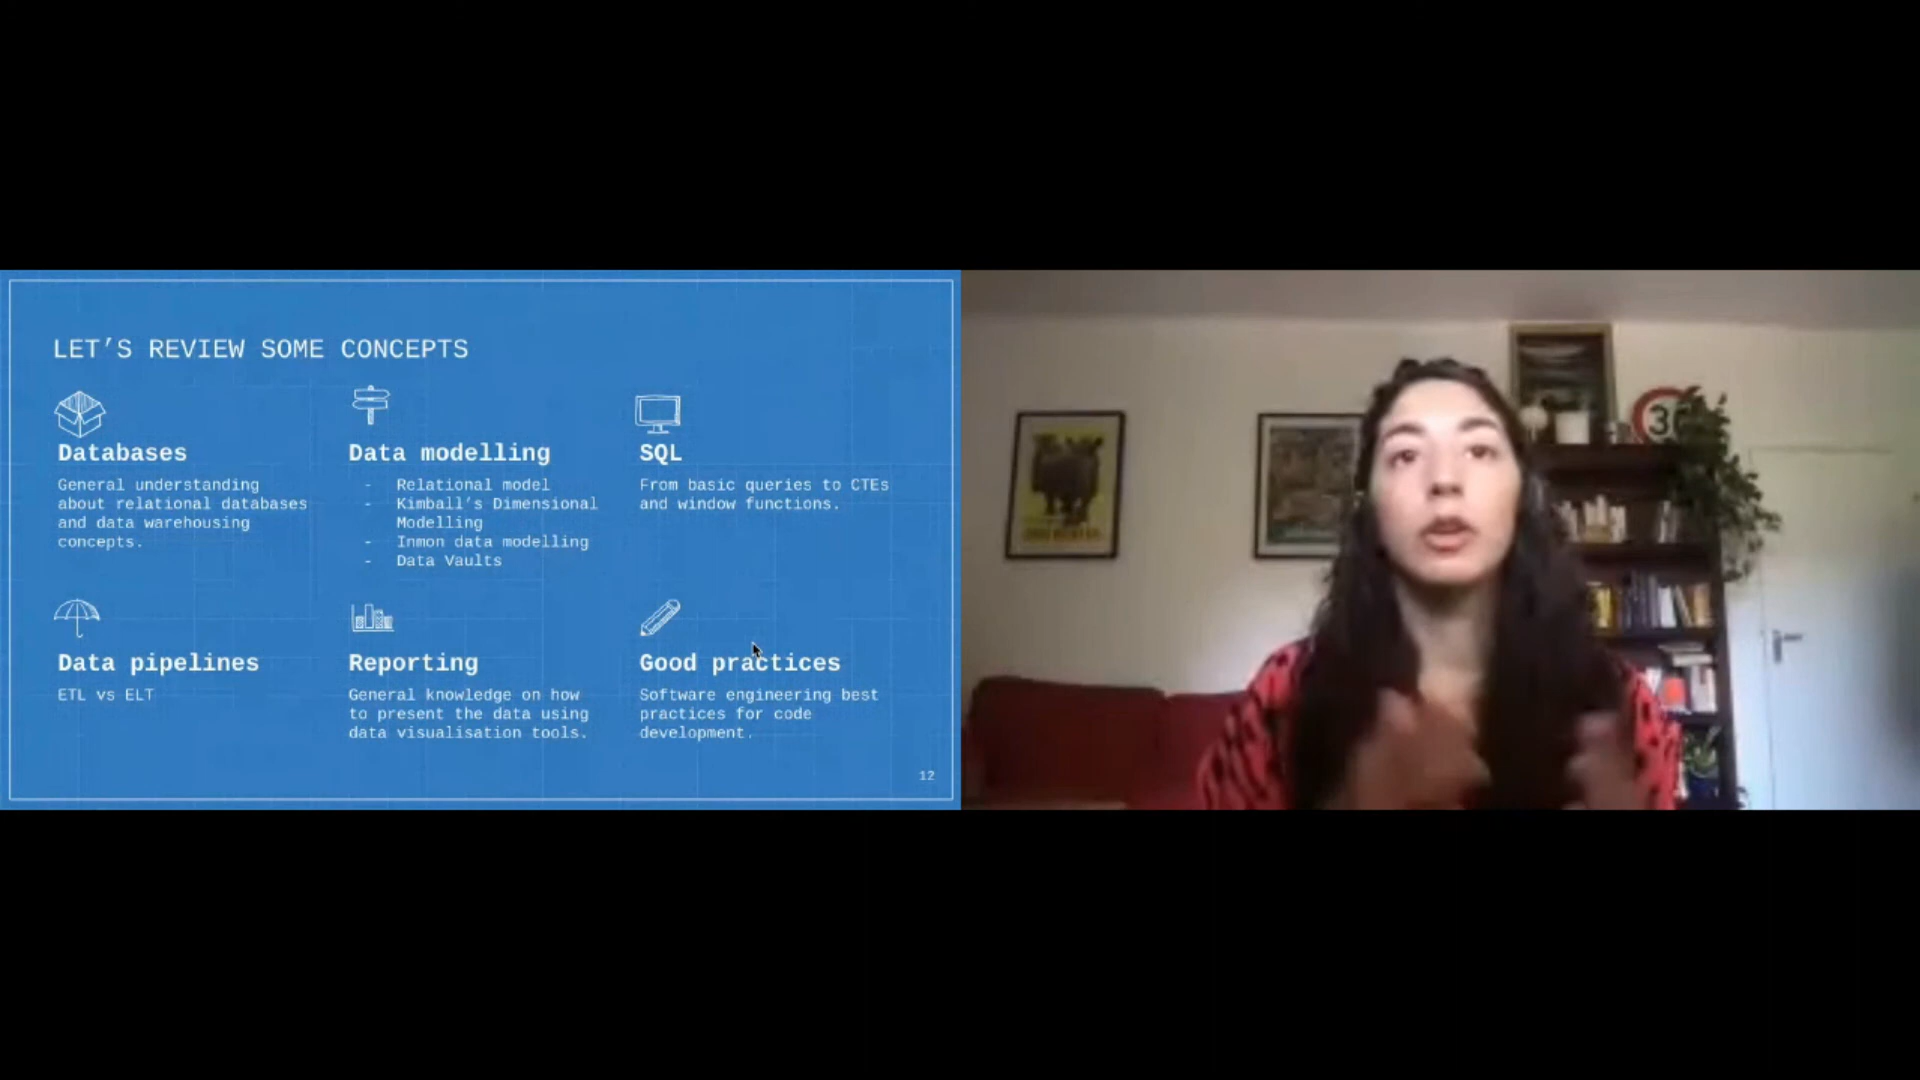 LET'S REVIEW SOME CONCEPTS
Databases
General understanding
about relational databases
and data warehousing
concepts.
Data modelling
- Relational model
- Kimball's Dimensional
Modelling
- Inmon data modelling
- Data Vaults
SQL
From basic queries to CTEs
and window functions.
Data pipelines
ETL vs ELT
Reporting
General knowledge on how
to present the data using
data visualisation tools.
Good practices
Software engineering best
practices for code
development.
12